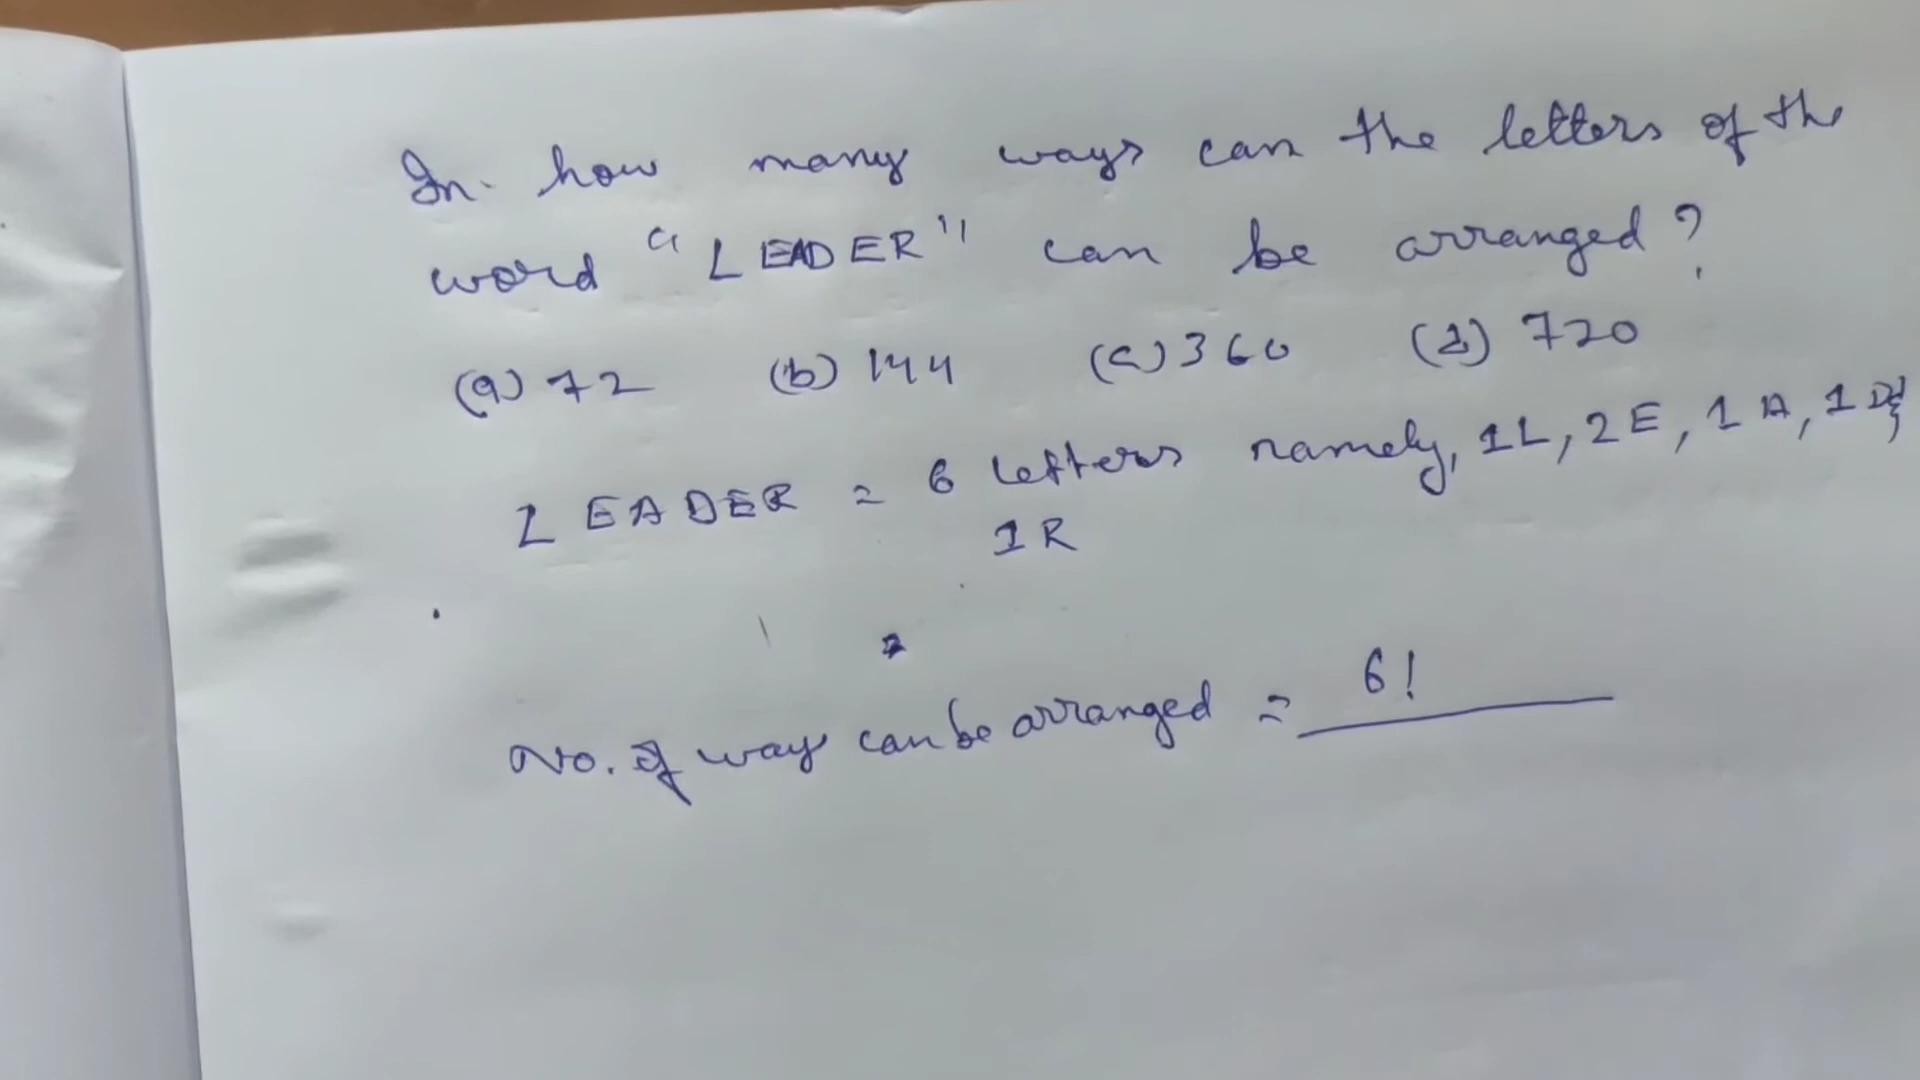 In how many ways can the letters of the
word "LEADER" can be arranged?
(a) 72 (b) 144 (c) 360 (d) 720
LEADER = 6 letters namely, 1L, 2E, 1A, 1D,
1R
No. of way can be arranged = 6!